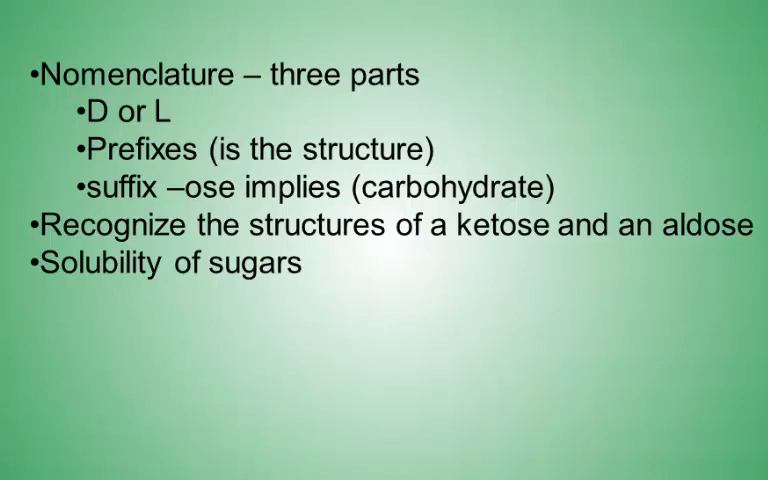 •Nomenclature – three parts
•D or L
•Prefixes (is the structure)
•suffix –ose implies (carbohydrate)
•Recognize the structures of a ketose and an aldose
•Solubility of sugars